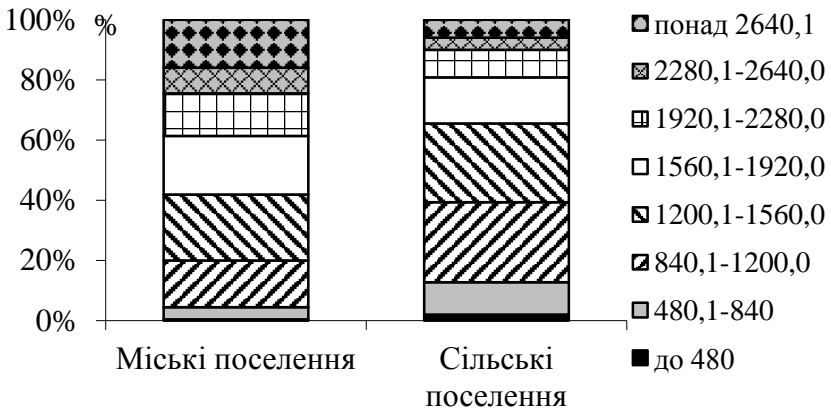 100%
%
80%
60%
40%
20%
0%
Міські поселення
Сільські
поселення
понад 2640,1
2280,1-2640,0
1920,1-2280,0
1560,1-1920,0
1200,1-1560,0
840,1-1200,0
480,1-840
до 480